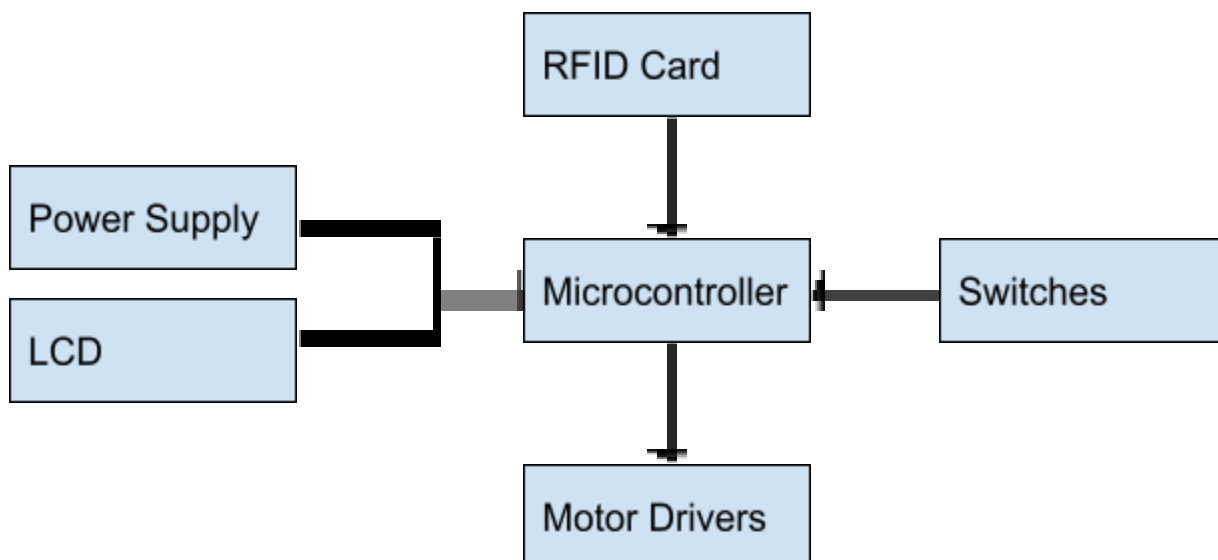 RFID Card
Power Supply
LCD
Microcontroller
Switches
Motor Drivers